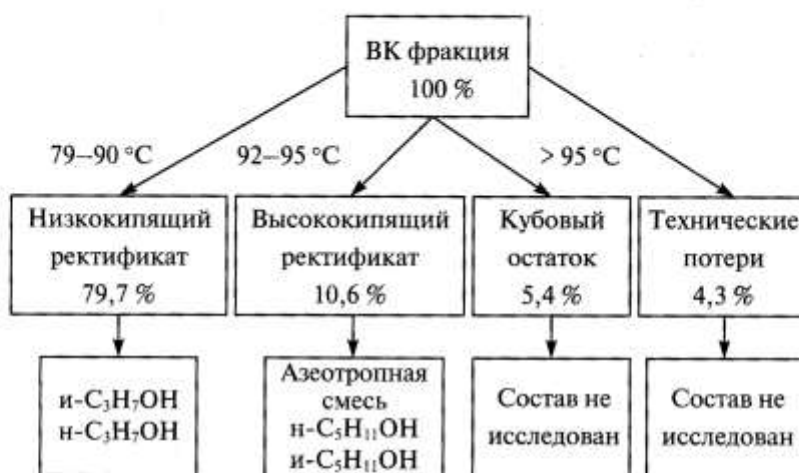 ВК фракция
100 %
79–90 °C
92–95 °C
> 95 °C
Низкокипящий
ректификат
79,7 %
Высококипящий
ректификат
10,6 %
Кубовый
остаток
5,4 %
Технические
потери
4,3 %
и-C₃H₇OH
н-C₃H₇OH
Азеотропная
смесь
н-C₅H₁₁OH
и-C₅H₁₁OH
Состав не
исследован
Состав не
исследован